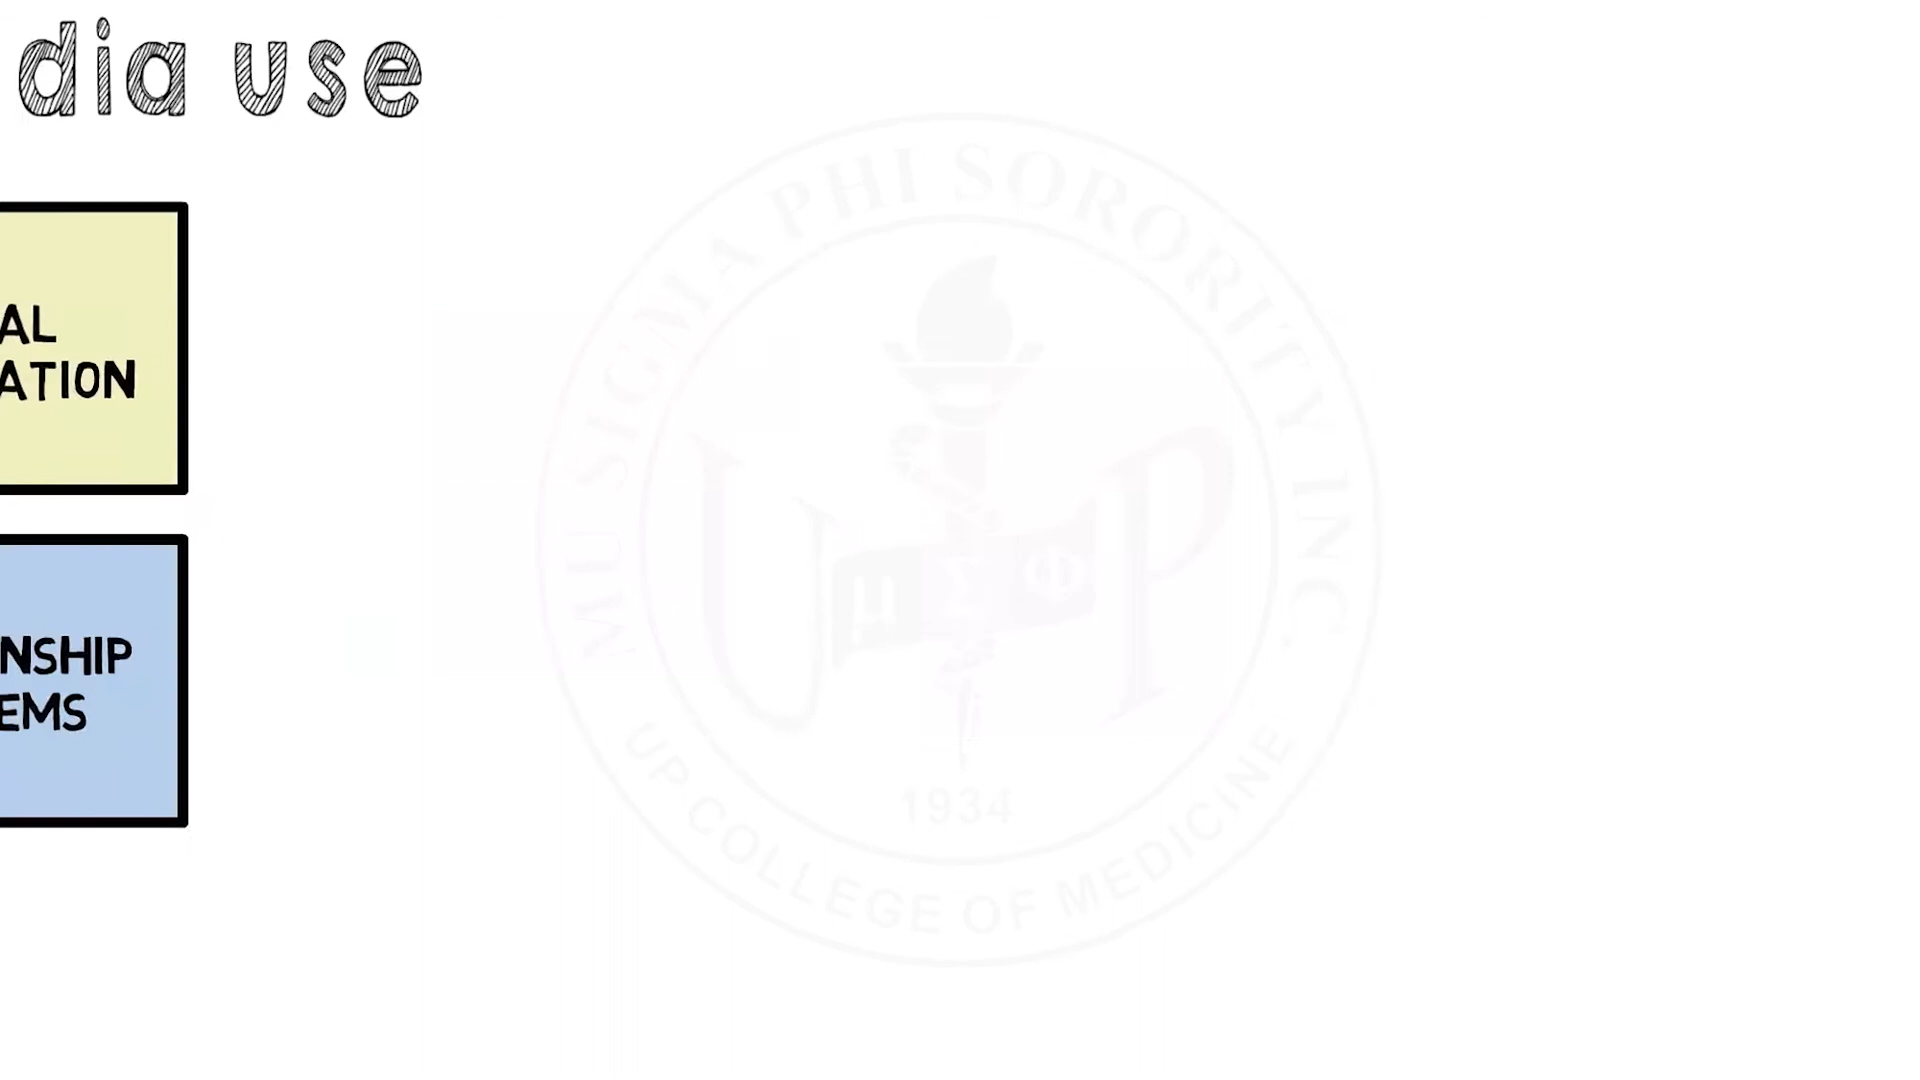 dia use
AL
ATION
NSHIP
EMS
MU SIGMA PHI SORORITY INC.
U P
μ Σ Φ
1934
UP COLLEGE OF MEDICINE